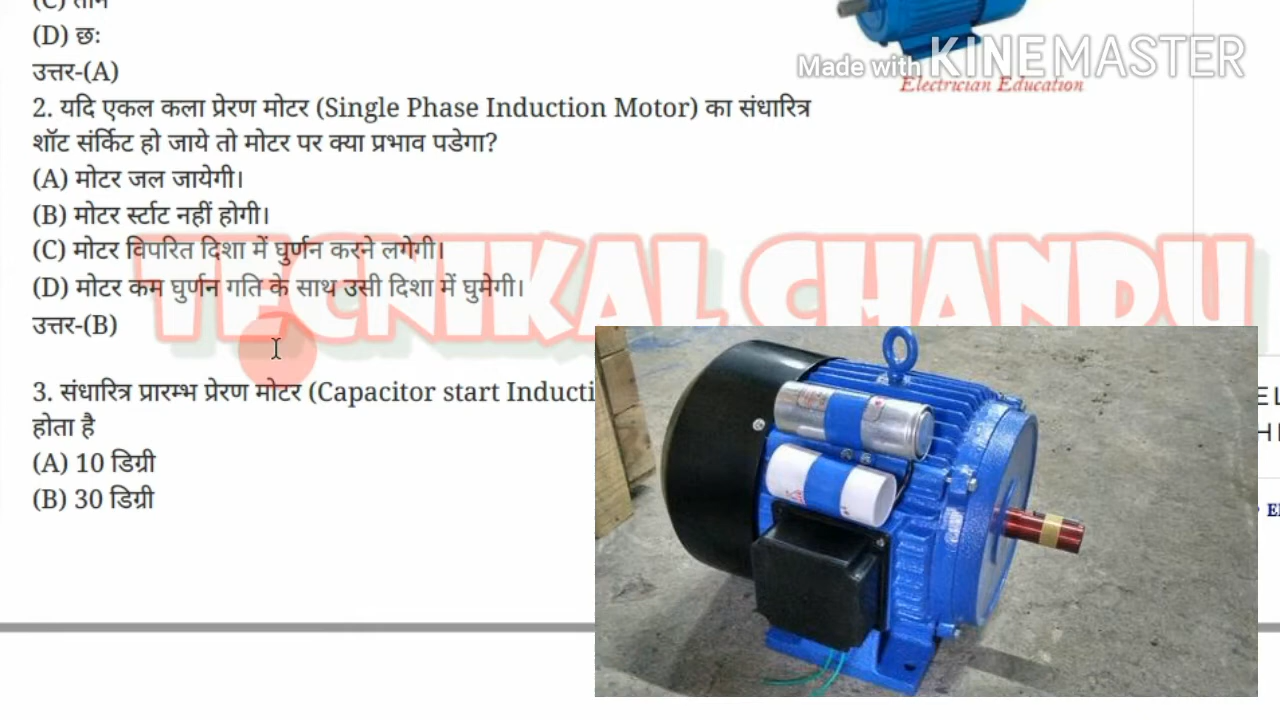 (C) तीन
(D) छः
उत्तर-(A)
Made with KINEMASTER
Electrician Education
2. यदि एकल कला प्रेरण मोटर (Single Phase Induction Motor) का संधारित्र
शॉट संर्किट हो जाये तो मोटर पर क्या प्रभाव पडेगा?
(A) मोटर जल जायेगी।
(B) मोटर र्स्टाट नहीं होगी।
(C) मोटर विपरित दिशा में घुर्णन करने लगेगी।
(D) मोटर कम घुर्णन गति के साथ उसी दिशा में घुमेगी।
TECNIKAL CHANDU
उत्तर-(B)
3. संधारित्र प्रारम्भ प्रेरण मोटर (Capacitor start Inducti
होता है
(A) 10 डिग्री
(B) 30 डिग्री